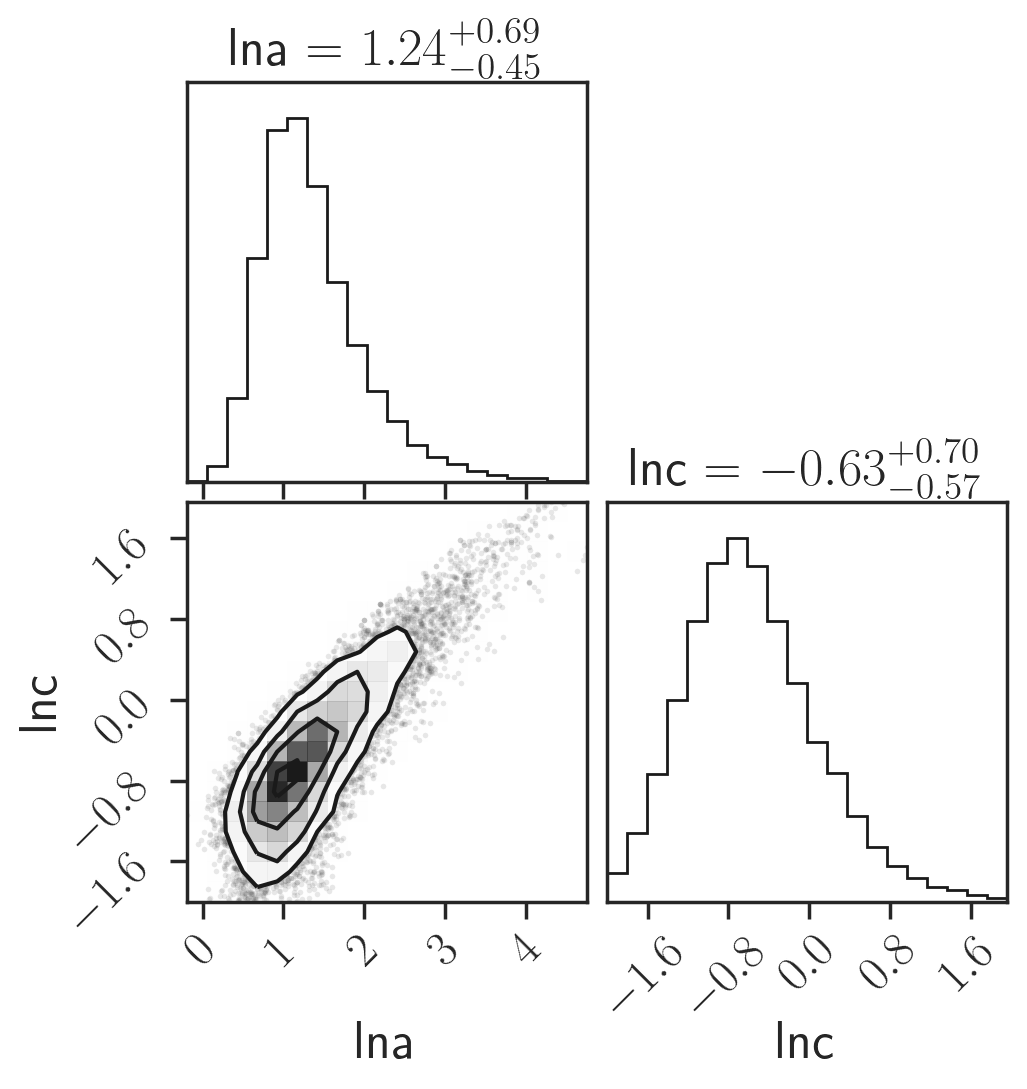 lna = 1.24^{+0.69}_{-0.45}
lnc = −0.63^{+0.70}_{-0.57}
lnc
1.6
0.8
0.0
−0.8
−1.6
0 1 2 3 4
−1.6 −0.8 0.0 0.8 1.6
lna
lnc